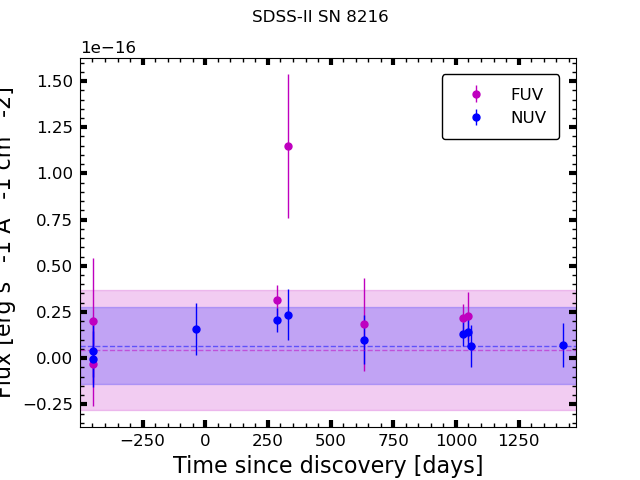 SDSS-II SN 8216
1e−16
FUV
NUV
1.50
1.25
1.00
0.75
0.50
0.25
0.00
−0.25
Flux [erg s -1 A -1 cm -2]
−250 0 250 500 750 1000 1250
Time since discovery [days]